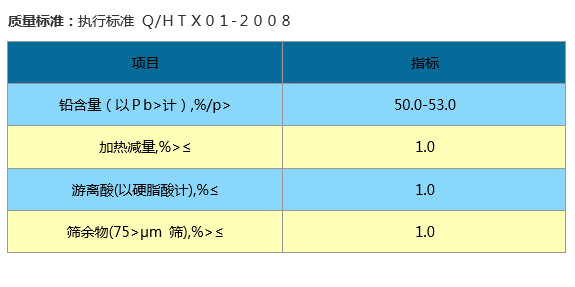 质量标准：执行标准 Q/HTX01-2008
项目 指标
铅含量（以Pb>计）,%/p> 50.0-53.0
加热减量,%>≤ 1.0
游离酸(以硬脂酸计),%≤ 1.0
筛余物(75>μm 筛),%>≤ 1.0